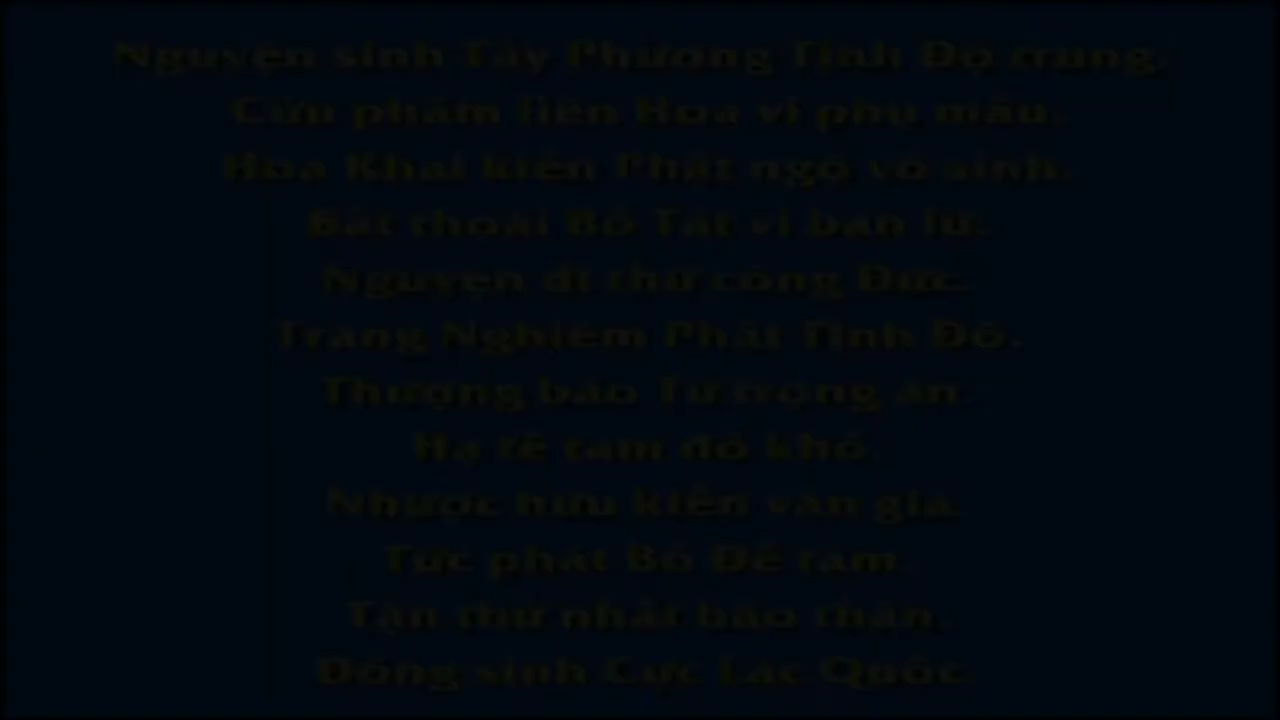 Nguyện sinh Tây Phương Tịnh Độ trung,
Cửu phẩm liên Hoa vi phụ mẫu.
Hoa Khai kiến Phật ngộ vô sinh.
Bất thoái Bồ Tát vi bạn lữ.
Nguyện dĩ thử công Đức.
Trang Nghiêm Phật Tịnh Độ.
Thượng báo Tứ trọng ân.
Hạ tế tam đồ khổ.
Nhược hữu kiến văn giả.
Tức phát Bồ Đề tâm.
Tận thử nhất báo thân.
Đồng sinh Cực Lạc Quốc.